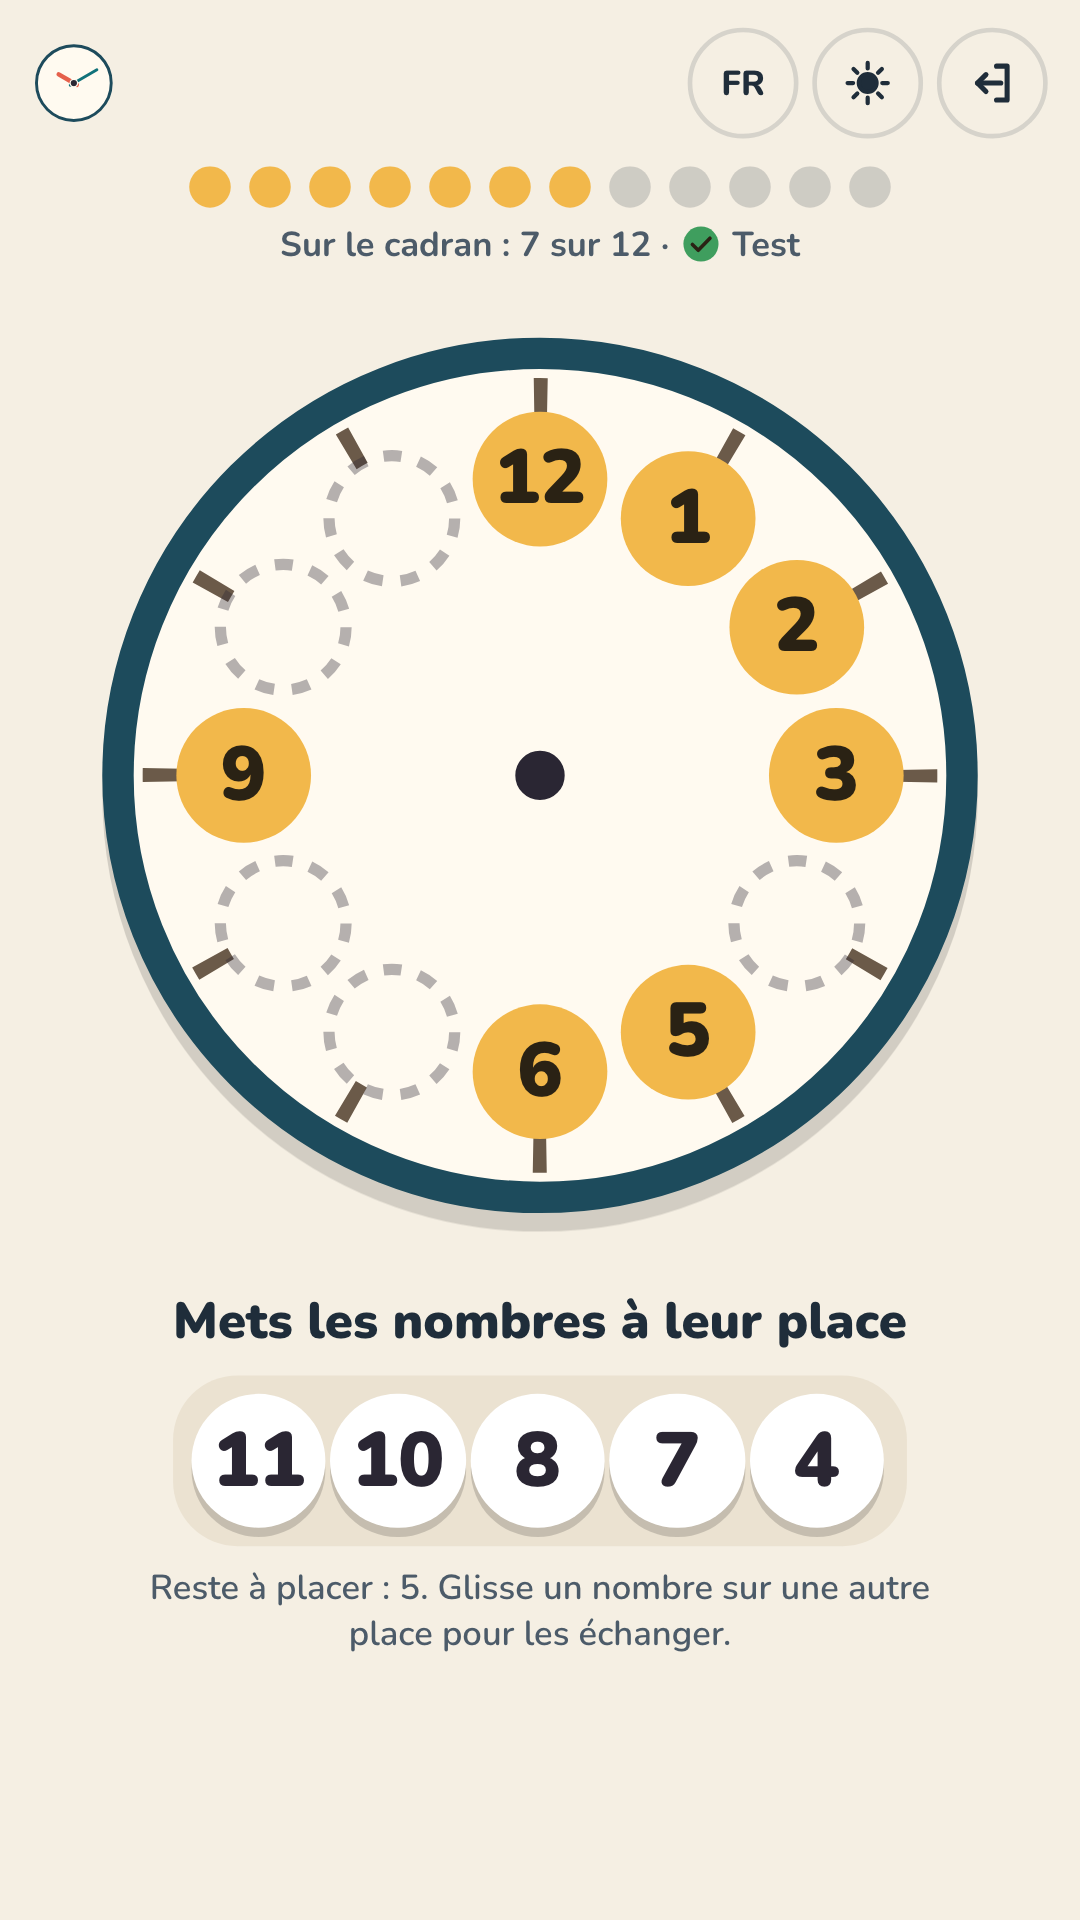 FR
Sur le cadran : 7 sur 12 · Test
12
1
2
9
3
5
6
Mets les nombres à leur place
11 10 8 7 4
Reste à placer : 5. Glisse un nombre sur une autre
place pour les échanger.